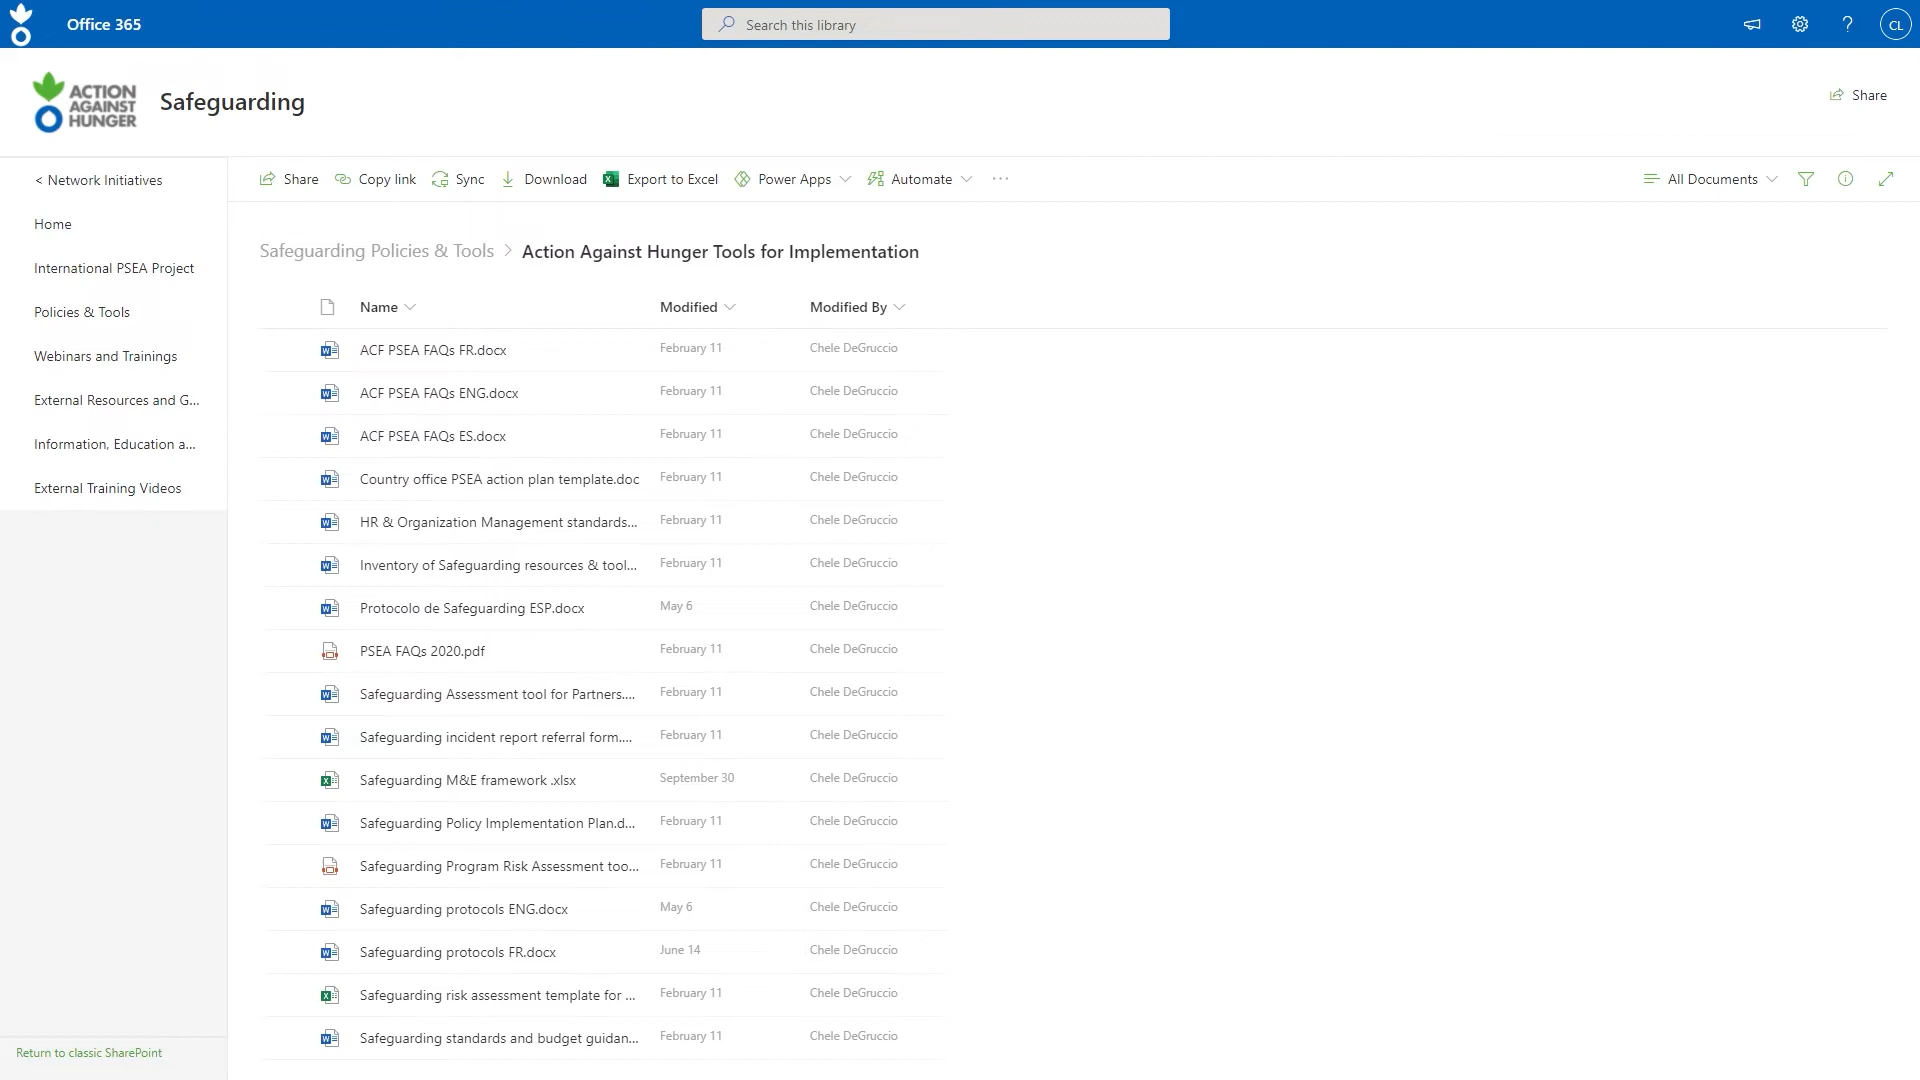 Office 365
Search this library
CL
ACTION
AGAINST
HUNGER
Safeguarding
Share
< Network Initiatives
Home
International PSEA Project
Policies & Tools
Webinars and Trainings
External Resources and G...
Information, Education a...
External Training Videos
Return to classic SharePoint
Share Copy link Sync Download Export to Excel Power Apps Automate ... All Documents
Safeguarding Policies & Tools > Action Against Hunger Tools for Implementation
Name Modified Modified By
ACF PSEA FAQs FR.docx February 11 Chele DeGruccio
ACF PSEA FAQs ENG.docx February 11 Chele DeGruccio
ACF PSEA FAQs ES.docx February 11 Chele DeGruccio
Country office PSEA action plan template.doc February 11 Chele DeGruccio
HR & Organization Management standards... February 11 Chele DeGruccio
Inventory of Safeguarding resources & tool... February 11 Chele DeGruccio
Protocolo de Safeguarding ESP.docx May 6 Chele DeGruccio
PSEA FAQs 2020.pdf February 11 Chele DeGruccio
Safeguarding Assessment tool for Partners.... February 11 Chele DeGruccio
Safeguarding incident report referral form.... February 11 Chele DeGruccio
Safeguarding M&E framework .xlsx September 30 Chele DeGruccio
Safeguarding Policy Implementation Plan.d... February 11 Chele DeGruccio
Safeguarding Program Risk Assessment too... February 11 Chele DeGruccio
Safeguarding protocols ENG.docx May 6 Chele DeGruccio
Safeguarding protocols FR.docx June 14 Chele DeGruccio
Safeguarding risk assessment template for ... February 11 Chele DeGruccio
Safeguarding standards and budget guidan... February 11 Chele DeGruccio